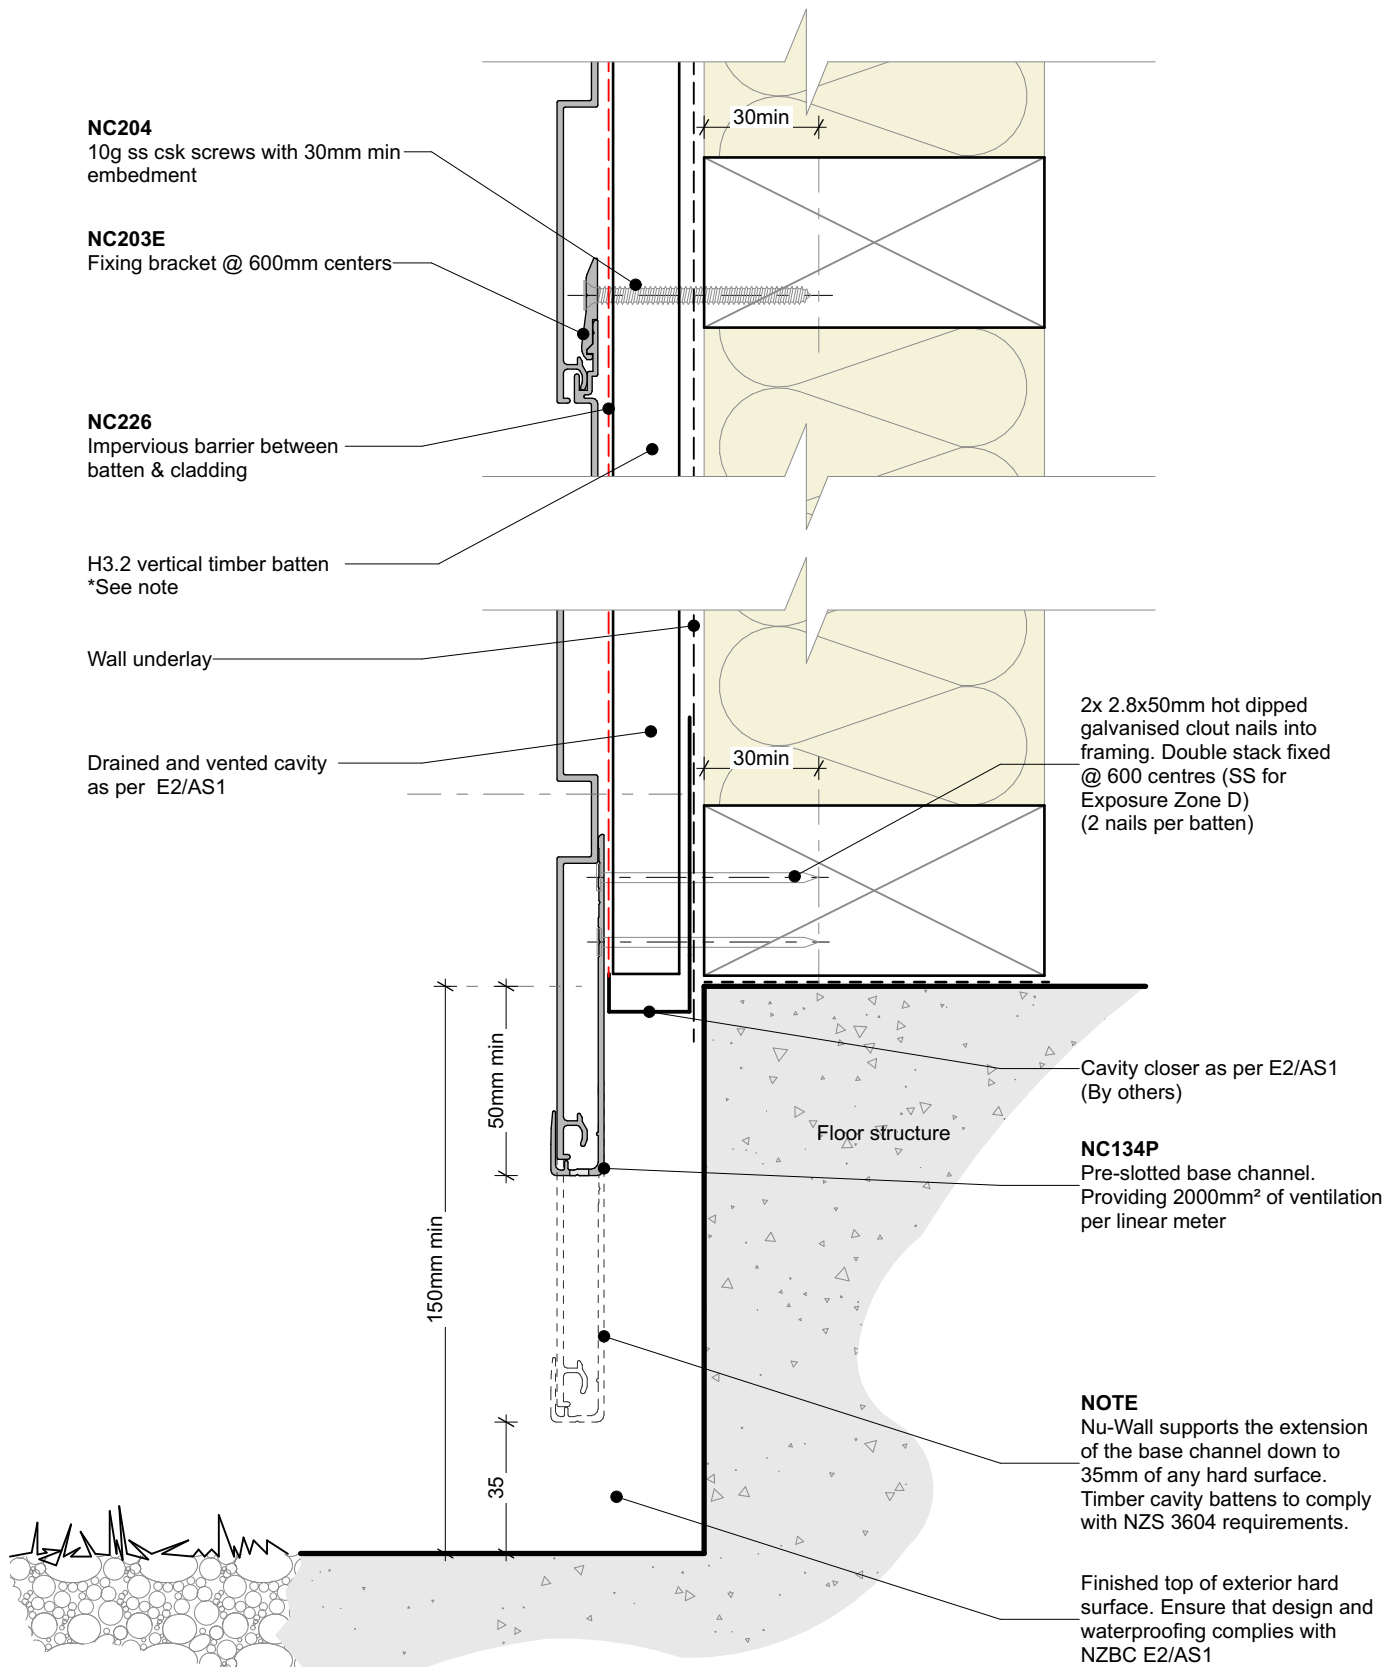 NC204
10g ss csk screws with 30mm min
embedment
NC203E
Fixing bracket @ 600mm centers
NC226
Impervious barrier between
batten & cladding
H3.2 vertical timber batten
*See note
Wall underlay
Drained and vented cavity
as per E2/AS1
30min
30min
2x 2.8x50mm hot dipped
galvanised clout nails into
framing. Double stack fixed
@ 600 centres (SS for
Exposure Zone D)
(2 nails per batten)
50mm min
150mm min
35
Floor structure
Cavity closer as per E2/AS1
(By others)
NC134P
Pre-slotted base channel.
Providing 2000mm² of ventilation
per linear meter
NOTE
Nu-Wall supports the extension
of the base channel down to
35mm of any hard surface.
Timber cavity battens to comply
with NZS 3604 requirements.
Finished top of exterior hard
surface. Ensure that design and
waterproofing complies with
NZBC E2/AS1